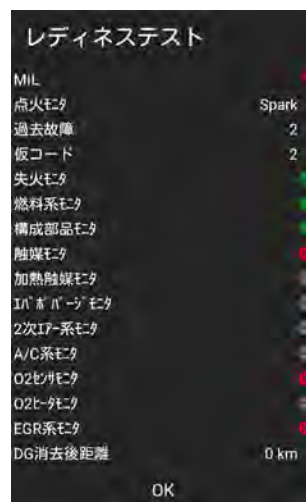 レディネステスト
MIL
点火ﾓﾆﾀ Spark
過去故障 2
仮コード 2
失火ﾓﾆﾀ
燃料系ﾓﾆﾀ
構成部品ﾓﾆﾀ
触媒ﾓﾆﾀ
加熱触媒ﾓﾆﾀ
ｴﾊﾞﾎﾟﾊﾟｰｼﾞﾓﾆﾀ
2次ｴｱｰ系ﾓﾆﾀ
A/C系ﾓﾆﾀ
O2ｾﾝｻﾓﾆﾀ
O2ﾋｰﾀﾓﾆﾀ
EGR系ﾓﾆﾀ
DG消去後距離 0 km
OK